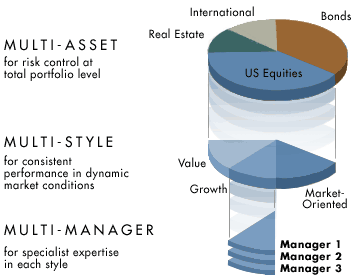 International
Bonds
Real Estate
MULTI-ASSET
for risk control at
total portfolio level
US Equities
MULTI-STYLE
for consistent
performance in dynamic
market conditions
Value
Growth
Market-
Oriented
MULTI-MANAGER
for specialist expertise
in each style
Manager 1
Manager 2
Manager 3